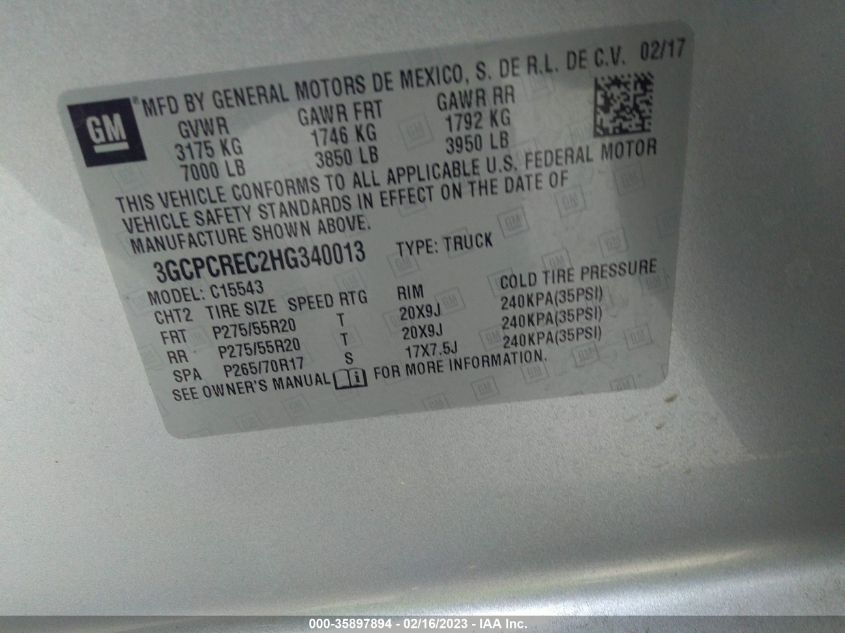 GM ® MFD BY GENERAL MOTORS DE MEXICO, S. DE R.L. DE C.V. 02/17
GVWR GAWR FRT GAWR RR
3175 KG 1746 KG 1792 KG
7000 LB 3850 LB 3950 LB
THIS VEHICLE CONFORMS TO ALL APPLICABLE U.S. FEDERAL MOTOR
VEHICLE SAFETY STANDARDS IN EFFECT ON THE DATE OF
MANUFACTURE SHOWN ABOVE.
3GCPCREC2HG340013 TYPE: TRUCK
MODEL: C15543
CHT2 TIRE SIZE SPEED RTG RIM COLD TIRE PRESSURE
FRT P275/55R20 T 20X9J 240KPA(35PSI)
RR P275/55R20 T 20X9J 240KPA(35PSI)
SPA P265/70R17 S 17X7.5J 240KPA(35PSI)
SEE OWNER'S MANUAL i FOR MORE INFORMATION.
000-35897894 - 02/16/2023 - IAA Inc.